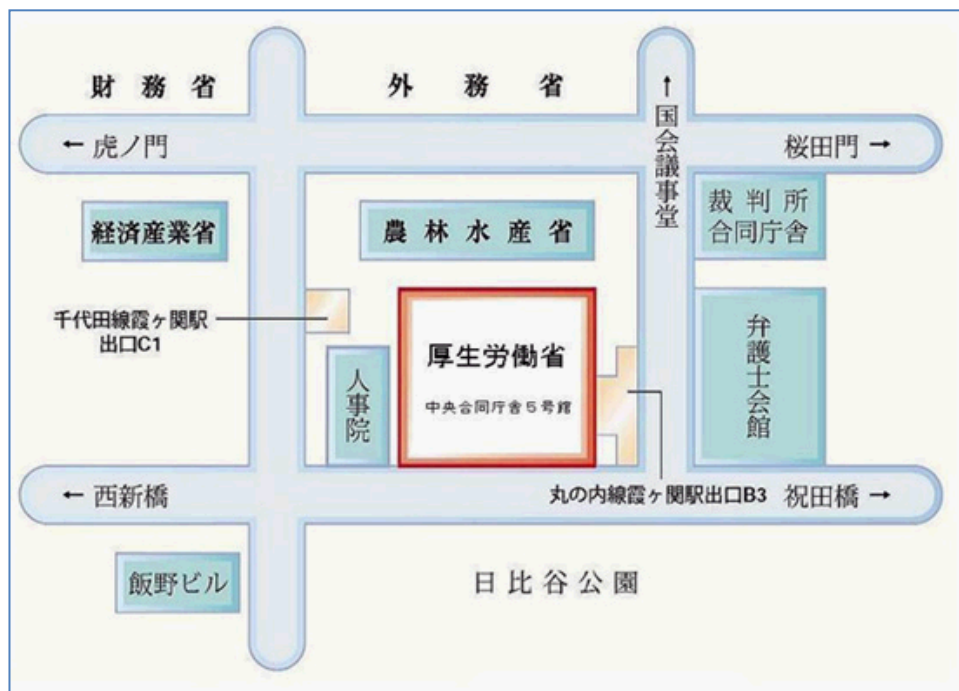 財務省
外務省
← 虎ノ門
↑国会議事堂
桜田門 →
経済産業省
農林水産省
裁判所
合同庁舎
千代田線霞ヶ関駅
出口C1
厚生労働省
中央合同庁舎5号館
人事院
弁護士会館
← 西新橋
丸の内線霞ヶ関駅出口B3
祝田橋 →
飯野ビル
日比谷公園